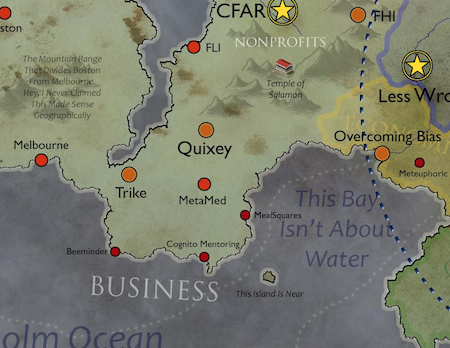 CFAR
FHI
FLI
NONPROFITS
ston
The Mountain Range
That Divides Boston
From Melbourne.
Hey, I Never Claimed
This Made Sense
Geographically
Temple of
Salamon
Less Wro
Overcoming Bias
Melbourne
Quixey
Meteuphoric
Trike
MetaMed
This Bay
Isn't About
Water
MealSquares
Beeminder
Cognito Mentoring
BUSINESS
This Island Is Near
olm Ocean